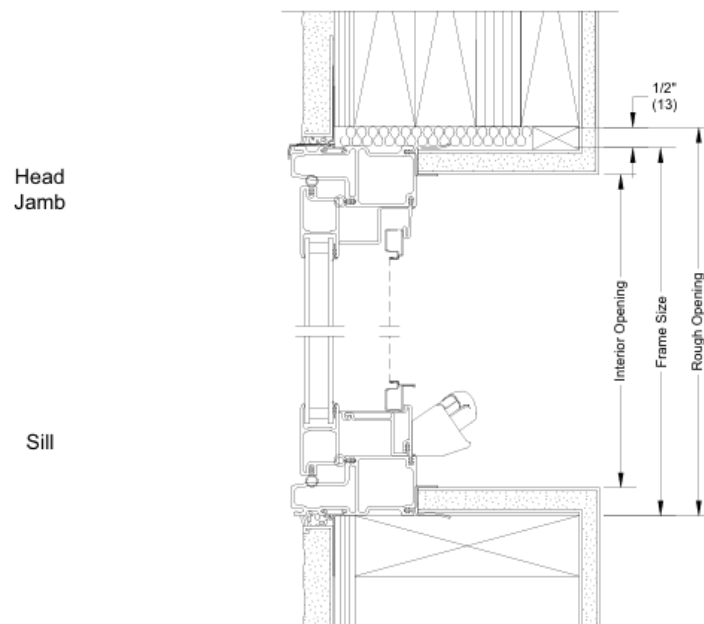 1/2"
(13)
Head
Jamb
Interior Opening
Frame Size
Rough Opening
Sill